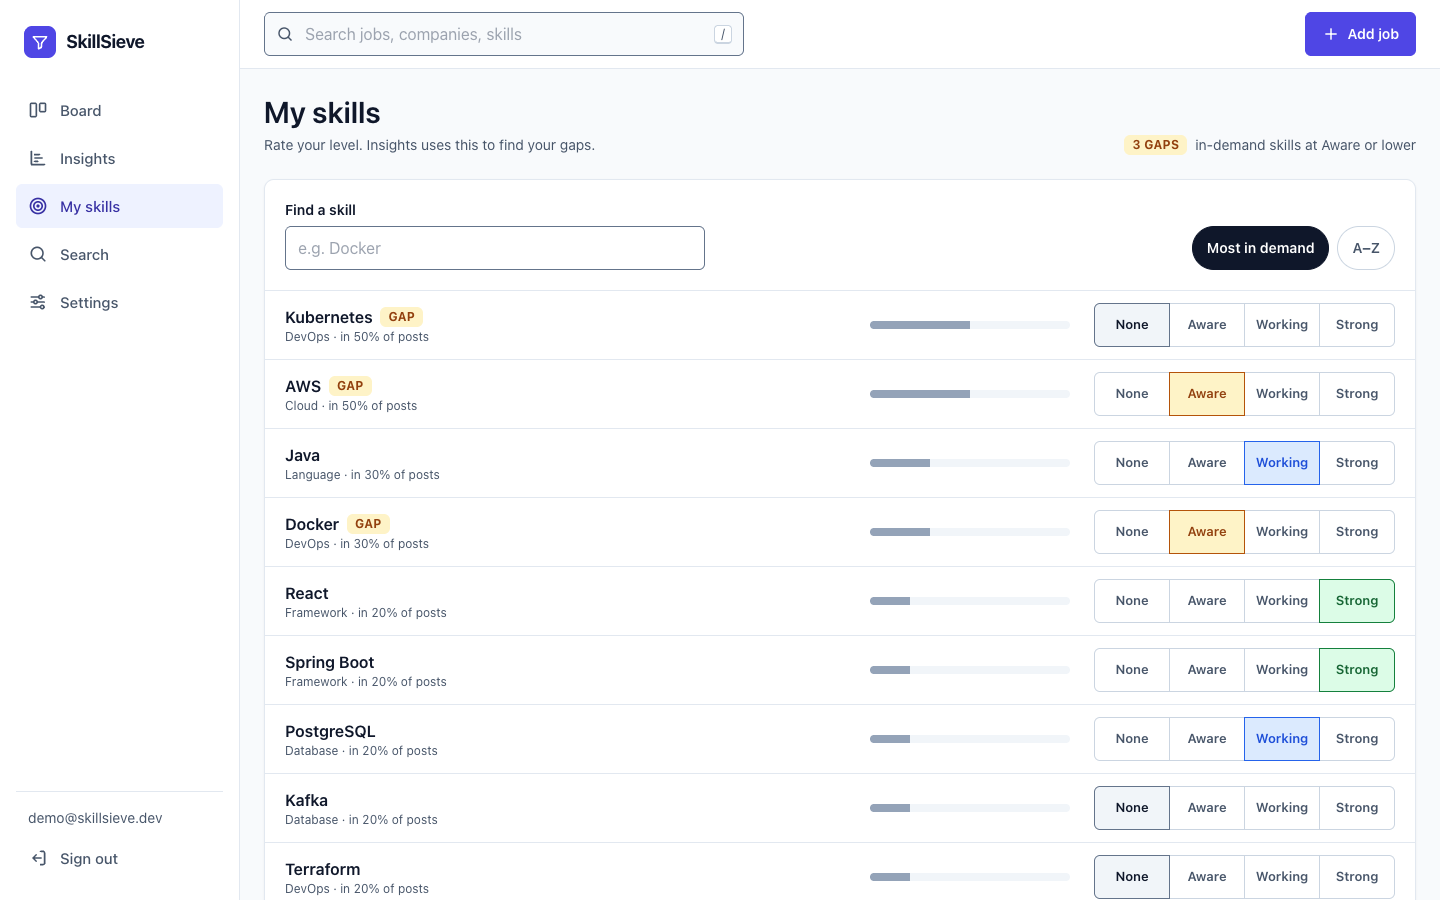 SkillSieve
Search jobs, companies, skills
/
Add job
Board
Insights
My skills
Search
Settings
demo@skillsieve.dev
Sign out
My skills
Rate your level. Insights uses this to find your gaps.
3 GAPS in-demand skills at Aware or lower
Find a skill
e.g. Docker
Most in demand
A–Z
Kubernetes GAP
DevOps · in 50% of posts
None Aware Working Strong
AWS GAP
Cloud · in 50% of posts
None Aware Working Strong
Java
Language · in 30% of posts
None Aware Working Strong
Docker GAP
DevOps · in 30% of posts
None Aware Working Strong
React
Framework · in 20% of posts
None Aware Working Strong
Spring Boot
Framework · in 20% of posts
None Aware Working Strong
PostgreSQL
Database · in 20% of posts
None Aware Working Strong
Kafka
Database · in 20% of posts
None Aware Working Strong
Terraform
DevOps · in 20% of posts
None Aware Working Strong